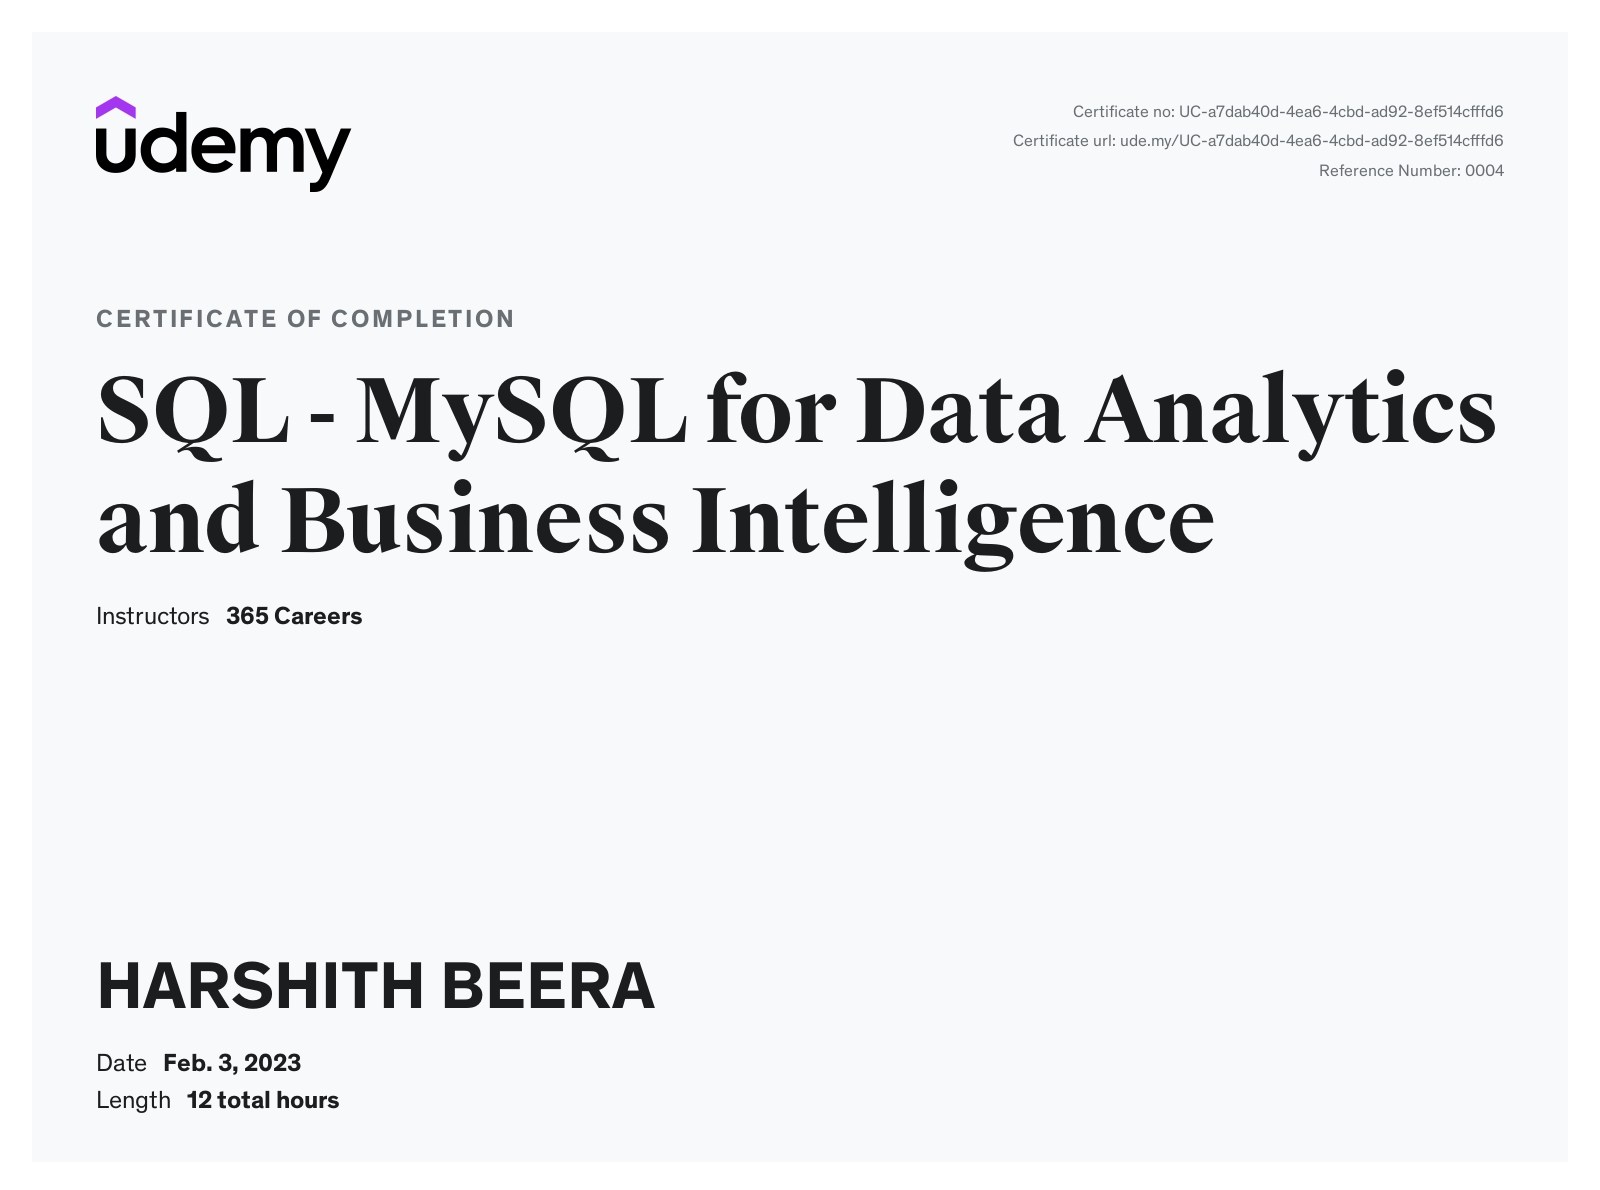 udemy
Certificate no: UC-a7dab40d-4ea6-4cbd-ad92-8ef514cfffd6
Certificate url: ude.my/UC-a7dab40d-4ea6-4cbd-ad92-8ef514cfffd6
Reference Number: 0004
CERTIFICATE OF COMPLETION
SQL - MySQL for Data Analytics
and Business Intelligence
Instructors 365 Careers
HARSHITH BEERA
Date Feb. 3, 2023
Length 12 total hours